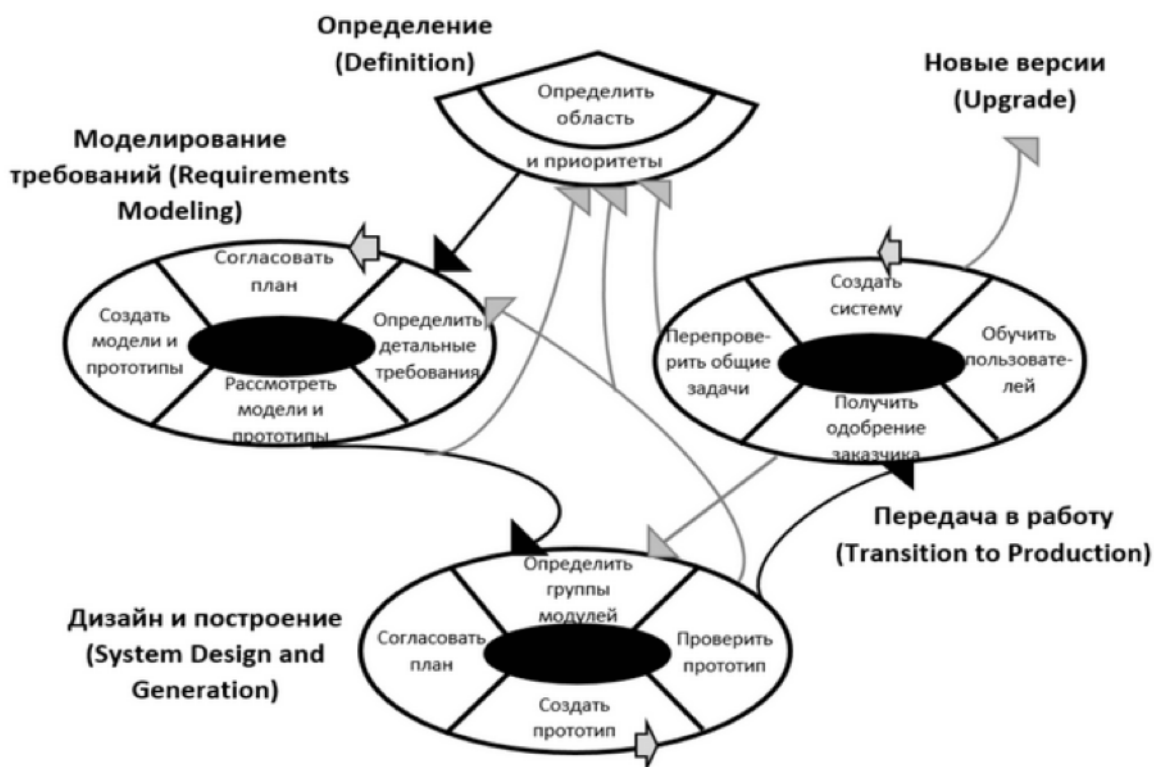 Определение
(Definition)
Определить
область
и приоритеты
Новые версии
(Upgrade)
Моделирование
требований (Requirements
Modeling)
Согласовать
план
Создать
модели и
прототипы
Определить
детальные
требования
Рассмотреть
модели и
прототипы
Создать
систему
Перепрове-
рить общие
задачи
Обучить
пользовате-
лей
Получить
одобрение
заказчика
Передача в работу
(Transition to Production)
Дизайн и построение
(System Design and
Generation)
Определить
группы
модулей
Согласовать
план
Проверить
прототип
Создать
прототип